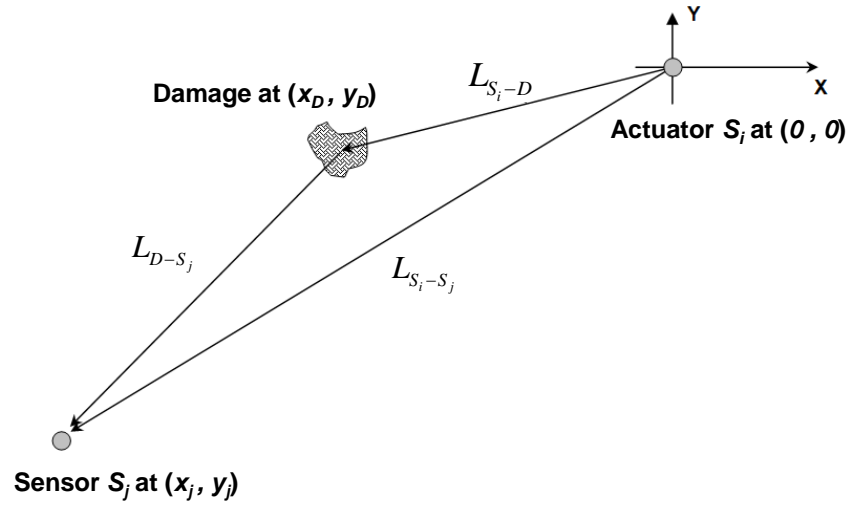 Y
L_{S_i-D}
X
Damage at (x_D, y_D)
Actuator S_i at (0 , 0)
L_{D-S_j}
L_{S_i-S_j}
Sensor S_j at (x_j, y_j)